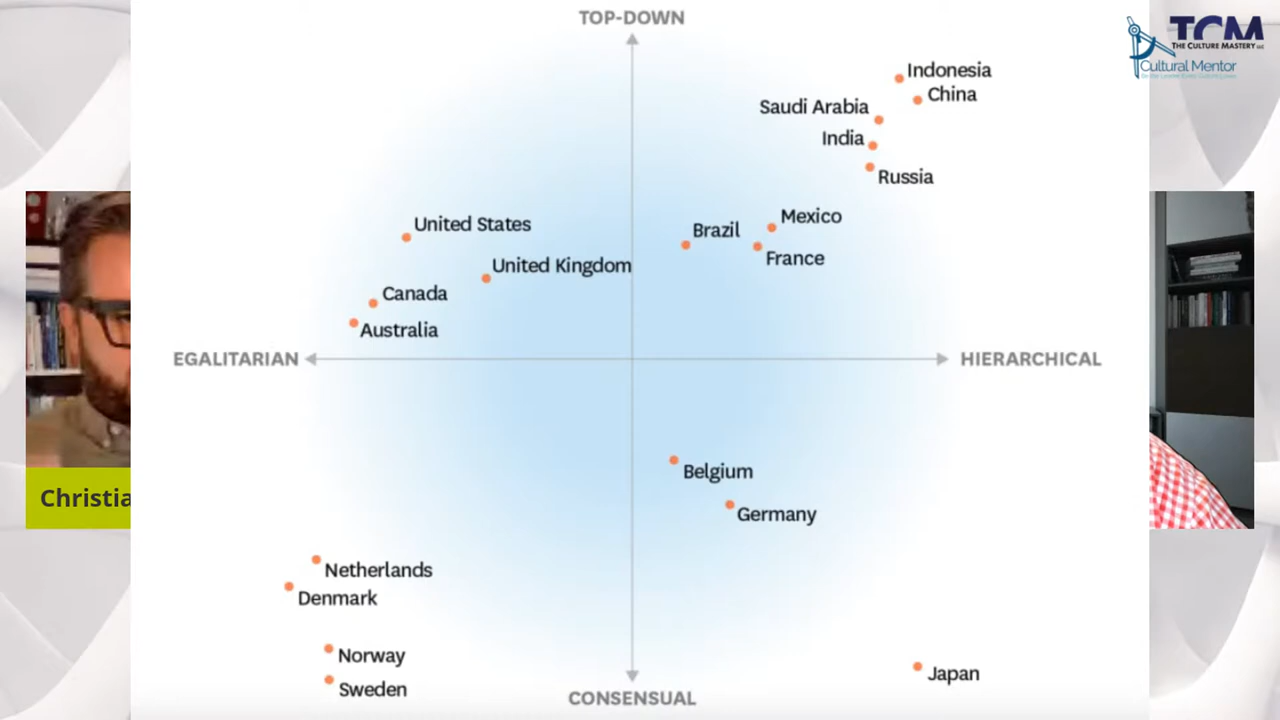 TOP-DOWN
TCM
THE CULTURE MASTERY LLC
Cultural Mentor
Indonesia
China
Saudi Arabia
India
Russia
United States
Mexico
Brazil
France
United Kingdom
Canada
Australia
EGALITARIAN
HIERARCHICAL
Belgium
Germany
Christia
Netherlands
Denmark
Norway
Sweden
Japan
CONSENSUAL